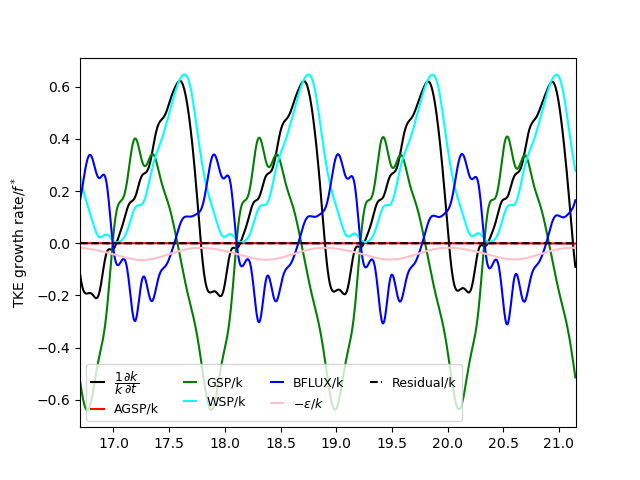 TKE growth rate/f*
0.6
0.4
0.2
0.0
−0.2
−0.4
−0.6
1/k ∂k/∂t
AGSP/k
GSP/k
WSP/k
BFLUX/k
−ε/k
Residual/k
17.0 17.5 18.0 18.5 19.0 19.5 20.0 20.5 21.0